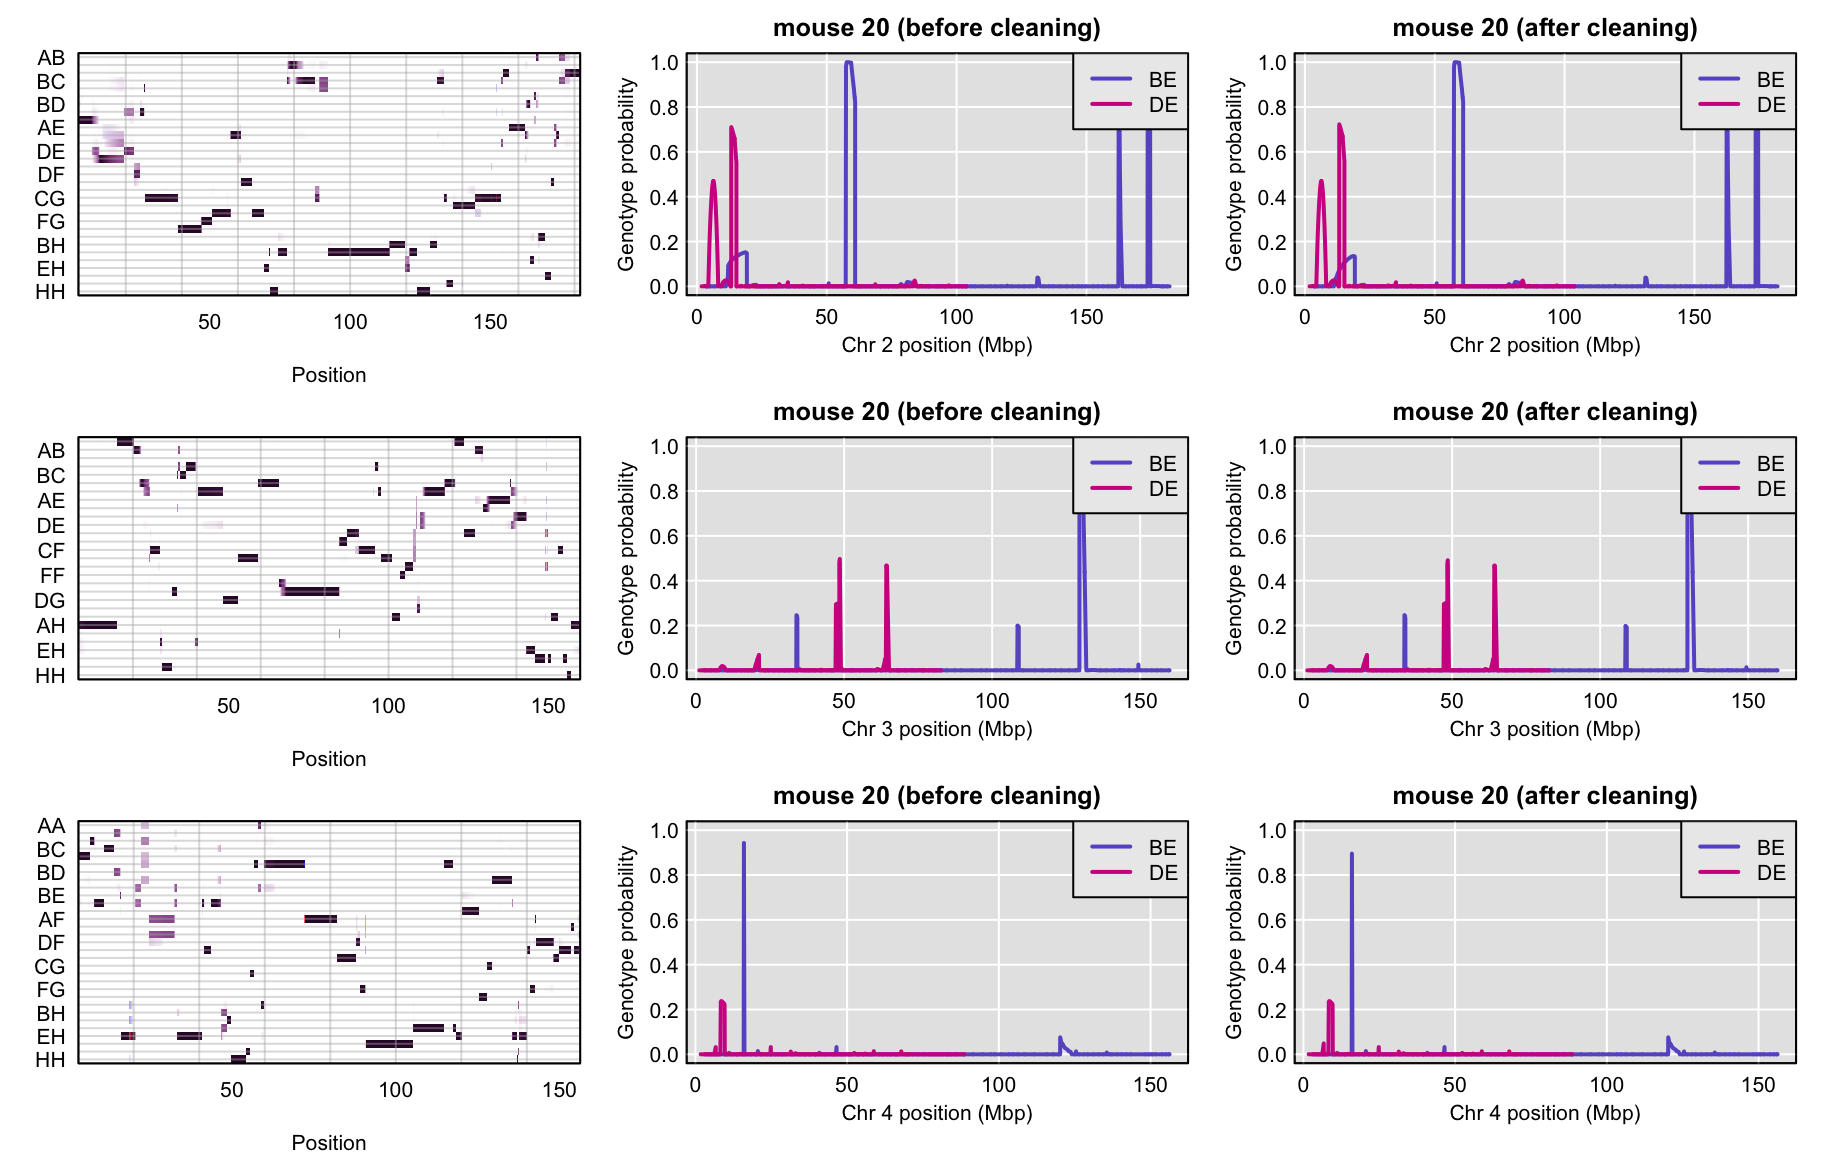 AB
BC
BD
AE
DE
DF
CG
FG
BH
EH
HH
50 100 150
Position
mouse 20 (before cleaning)
Genotype probability
1.0
0.8
0.6
0.4
0.2
0.0
BE
DE
0 50 100 150
Chr 2 position (Mbp)
mouse 20 (after cleaning)
Genotype probability
1.0
0.8
0.6
0.4
0.2
0.0
BE
DE
0 50 100 150
Chr 2 position (Mbp)
AB
BC
AE
DE
CF
FF
DG
AH
EH
HH
50 100 150
Position
mouse 20 (before cleaning)
Genotype probability
1.0
0.8
0.6
0.4
0.2
0.0
BE
DE
0 50 100 150
Chr 3 position (Mbp)
mouse 20 (after cleaning)
Genotype probability
1.0
0.8
0.6
0.4
0.2
0.0
BE
DE
0 50 100 150
Chr 3 position (Mbp)
AA
BC
BD
BE
AF
DF
CG
FG
BH
EH
HH
50 100 150
Position
mouse 20 (before cleaning)
Genotype probability
1.0
0.8
0.6
0.4
0.2
0.0
BE
DE
0 50 100 150
Chr 4 position (Mbp)
mouse 20 (after cleaning)
Genotype probability
1.0
0.8
0.6
0.4
0.2
0.0
BE
DE
0 50 100 150
Chr 4 position (Mbp)